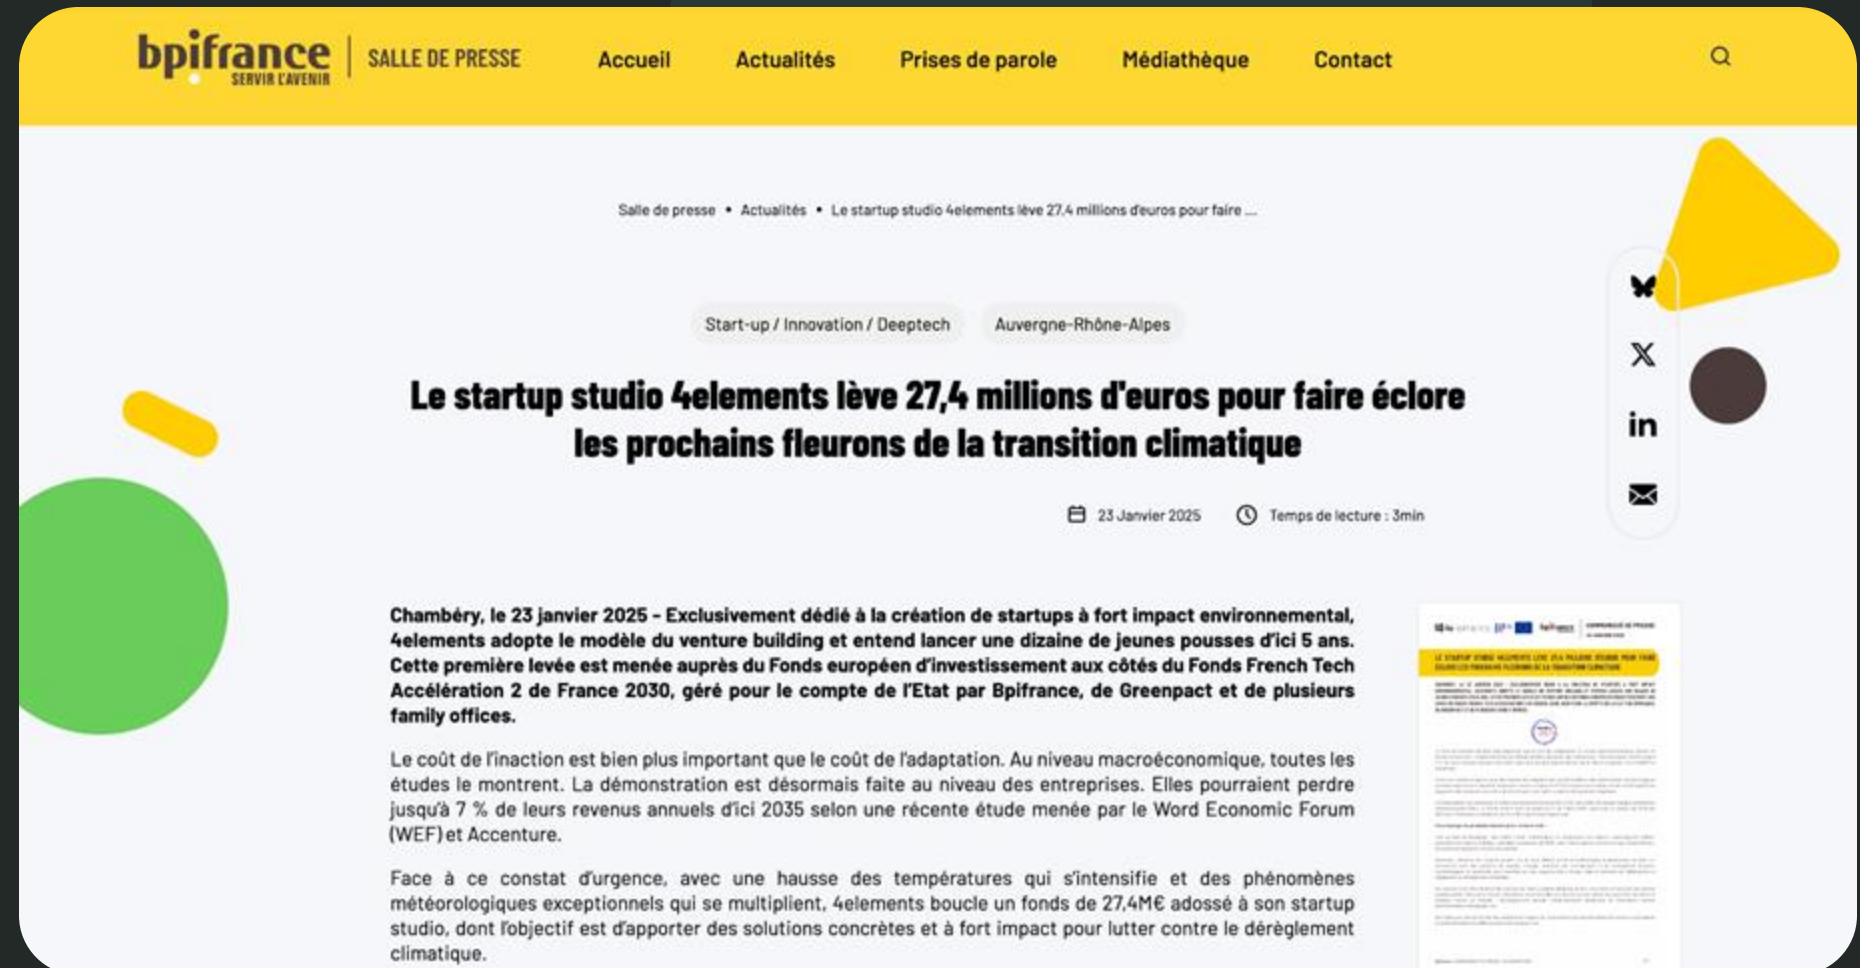 bpifrance
SERVIR L'AVENIR
SALLE DE PRESSE
Accueil
Actualités
Prises de parole
Médiathèque
Contact
Salle de presse • Actualités • Le startup studio 4elements lève 27,4 millions d'euros pour faire ...
Start-up / Innovation / Deeptech
Auvergne-Rhône-Alpes
Le startup studio 4elements lève 27,4 millions d'euros pour faire éclore
les prochains fleurons de la transition climatique
23 Janvier 2025
Temps de lecture : 3min
Chambéry, le 23 janvier 2025 - Exclusivement dédié à la création de startups à fort impact environnemental,
4elements adopte le modèle du venture building et entend lancer une dizaine de jeunes pousses d'ici 5 ans.
Cette première levée est menée auprès du Fonds européen d'investissement aux côtés du Fonds French Tech
Accélération 2 de France 2030, géré pour le compte de l'Etat par Bpifrance, de Greenpact et de plusieurs
family offices.
Le coût de l'inaction est bien plus important que le coût de l'adaptation. Au niveau macroéconomique, toutes les
études le montrent. La démonstration est désormais faite au niveau des entreprises. Elles pourraient perdre
jusqu'à 7 % de leurs revenus annuels d'ici 2035 selon une récente étude menée par le Word Economic Forum
(WEF) et Accenture.
Face à ce constat d'urgence, avec une hausse des températures qui s'intensifie et des phénomènes
météorologiques exceptionnels qui se multiplient, 4elements boucle un fonds de 27,4M€ adossé à son startup
studio, dont l'objectif est d'apporter des solutions concrètes et à fort impact pour lutter contre le dérèglement
climatique.